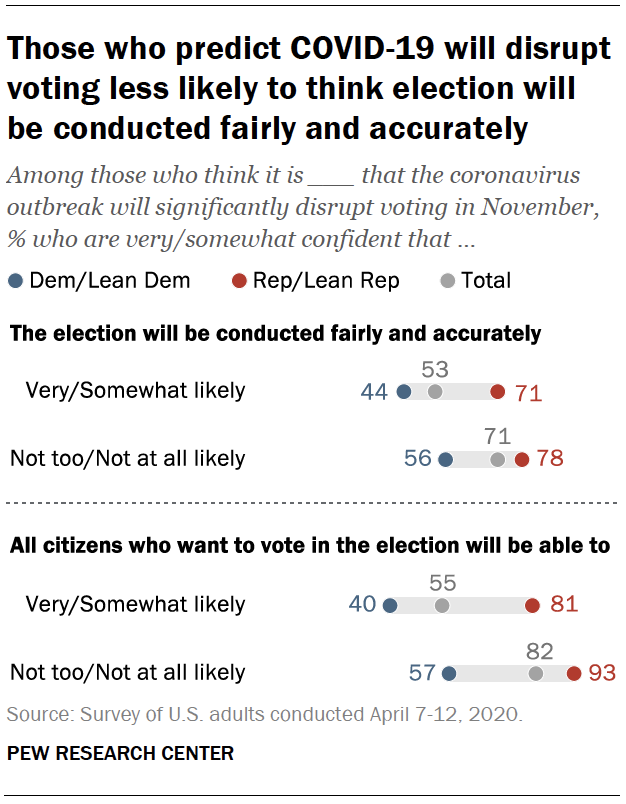 Those who predict COVID-19 will disrupt
voting less likely to think election will
be conducted fairly and accurately
Among those who think it is ___ that the coronavirus
outbreak will significantly disrupt voting in November,
% who are very/somewhat confident that ...
Dem/Lean Dem Rep/Lean Rep Total
The election will be conducted fairly and accurately
53
Very/Somewhat likely 44 71
71
Not too/Not at all likely 56 78
All citizens who want to vote in the election will be able to
55
Very/Somewhat likely 40 81
82
Not too/Not at all likely 57 93
Source: Survey of U.S. adults conducted April 7-12, 2020.
PEW RESEARCH CENTER